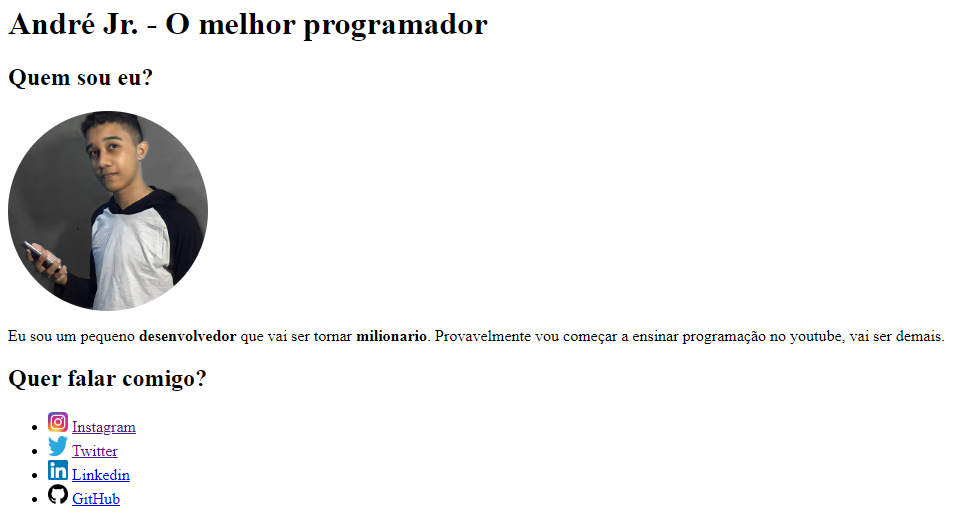 André Jr. - O melhor programador
Quem sou eu?
Eu sou um pequeno desenvolvedor que vai ser tornar milionario. Provavelmente vou começar a ensinar programação no youtube, vai ser demais.
Quer falar comigo?
Instagram
Twitter
Linkedin
GitHub